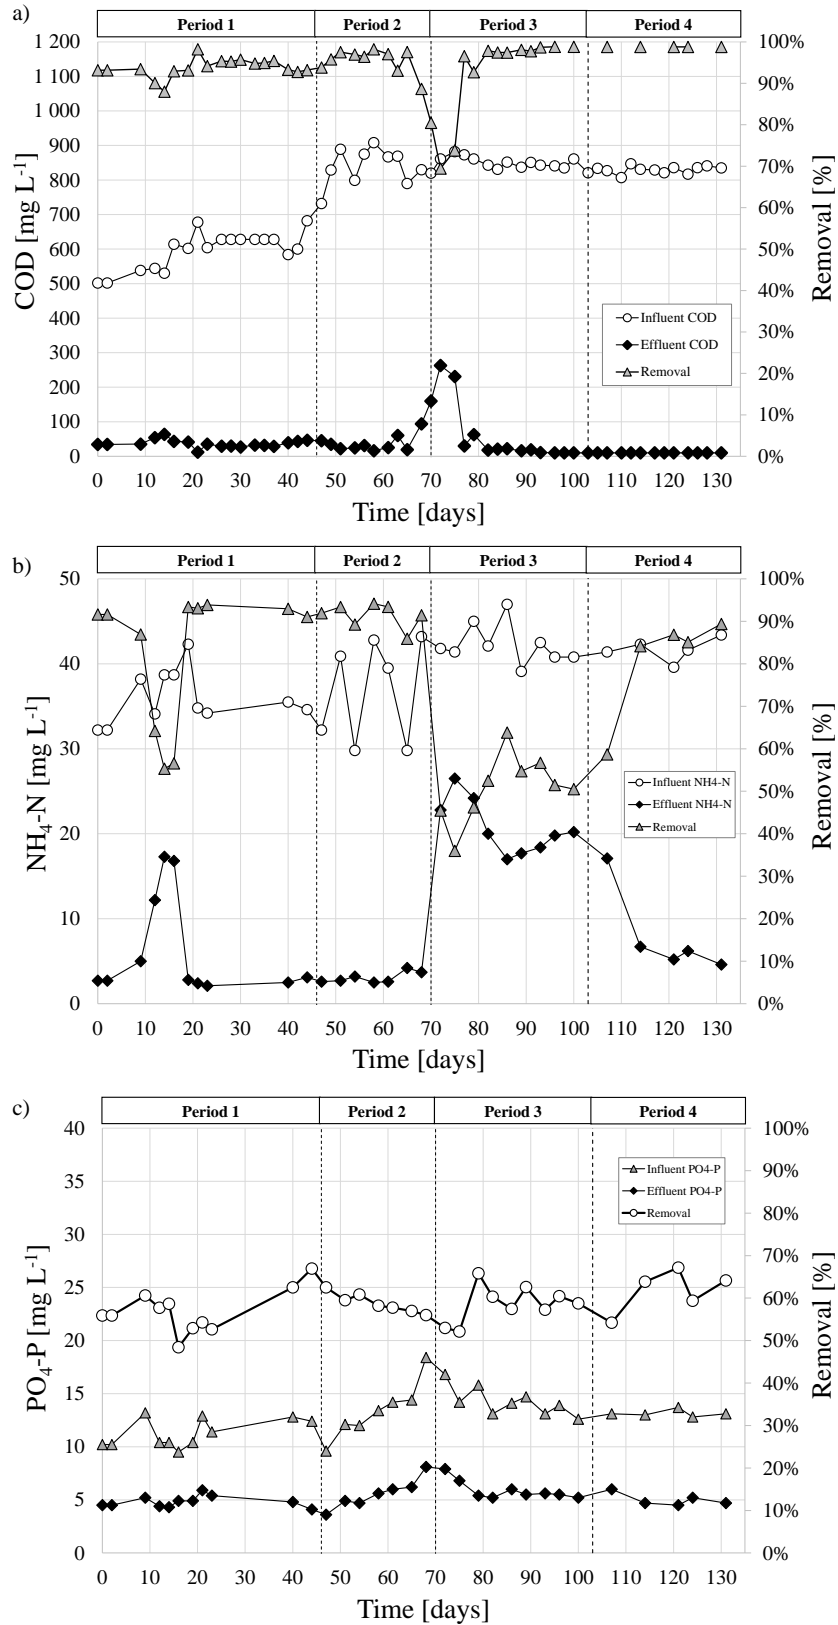 a)
Period 1 Period 2 Period 3 Period 4
1 200 100%
1 100 90%
1 000 80%
900 70%
800 60%
700 50%
600 40%
500 30%
400 20%
300 10%
200 0%
100
0
COD [mg L-1]
Removal [%]
Influent COD
Effluent COD
Removal
0 10 20 30 40 50 60 70 80 90 100 110 120 130
Time [days]
b)
Period 1 Period 2 Period 3 Period 4
50 100%
40 90%
30 80%
20 70%
10 60%
0 50%
40%
30%
20%
10%
0%
NH4-N [mg L-1]
Removal [%]
Influent NH4-N
Effluent NH4-N
Removal
0 10 20 30 40 50 60 70 80 90 100 110 120 130
Time [days]
c)
Period 1 Period 2 Period 3 Period 4
40 100%
35 90%
30 80%
25 70%
20 60%
15 50%
10 40%
5 30%
0 20%
10%
0%
PO4-P [mg L-1]
Removal [%]
Influent PO4-P
Effluent PO4-P
Removal
0 10 20 30 40 50 60 70 80 90 100 110 120 130
Time [days]